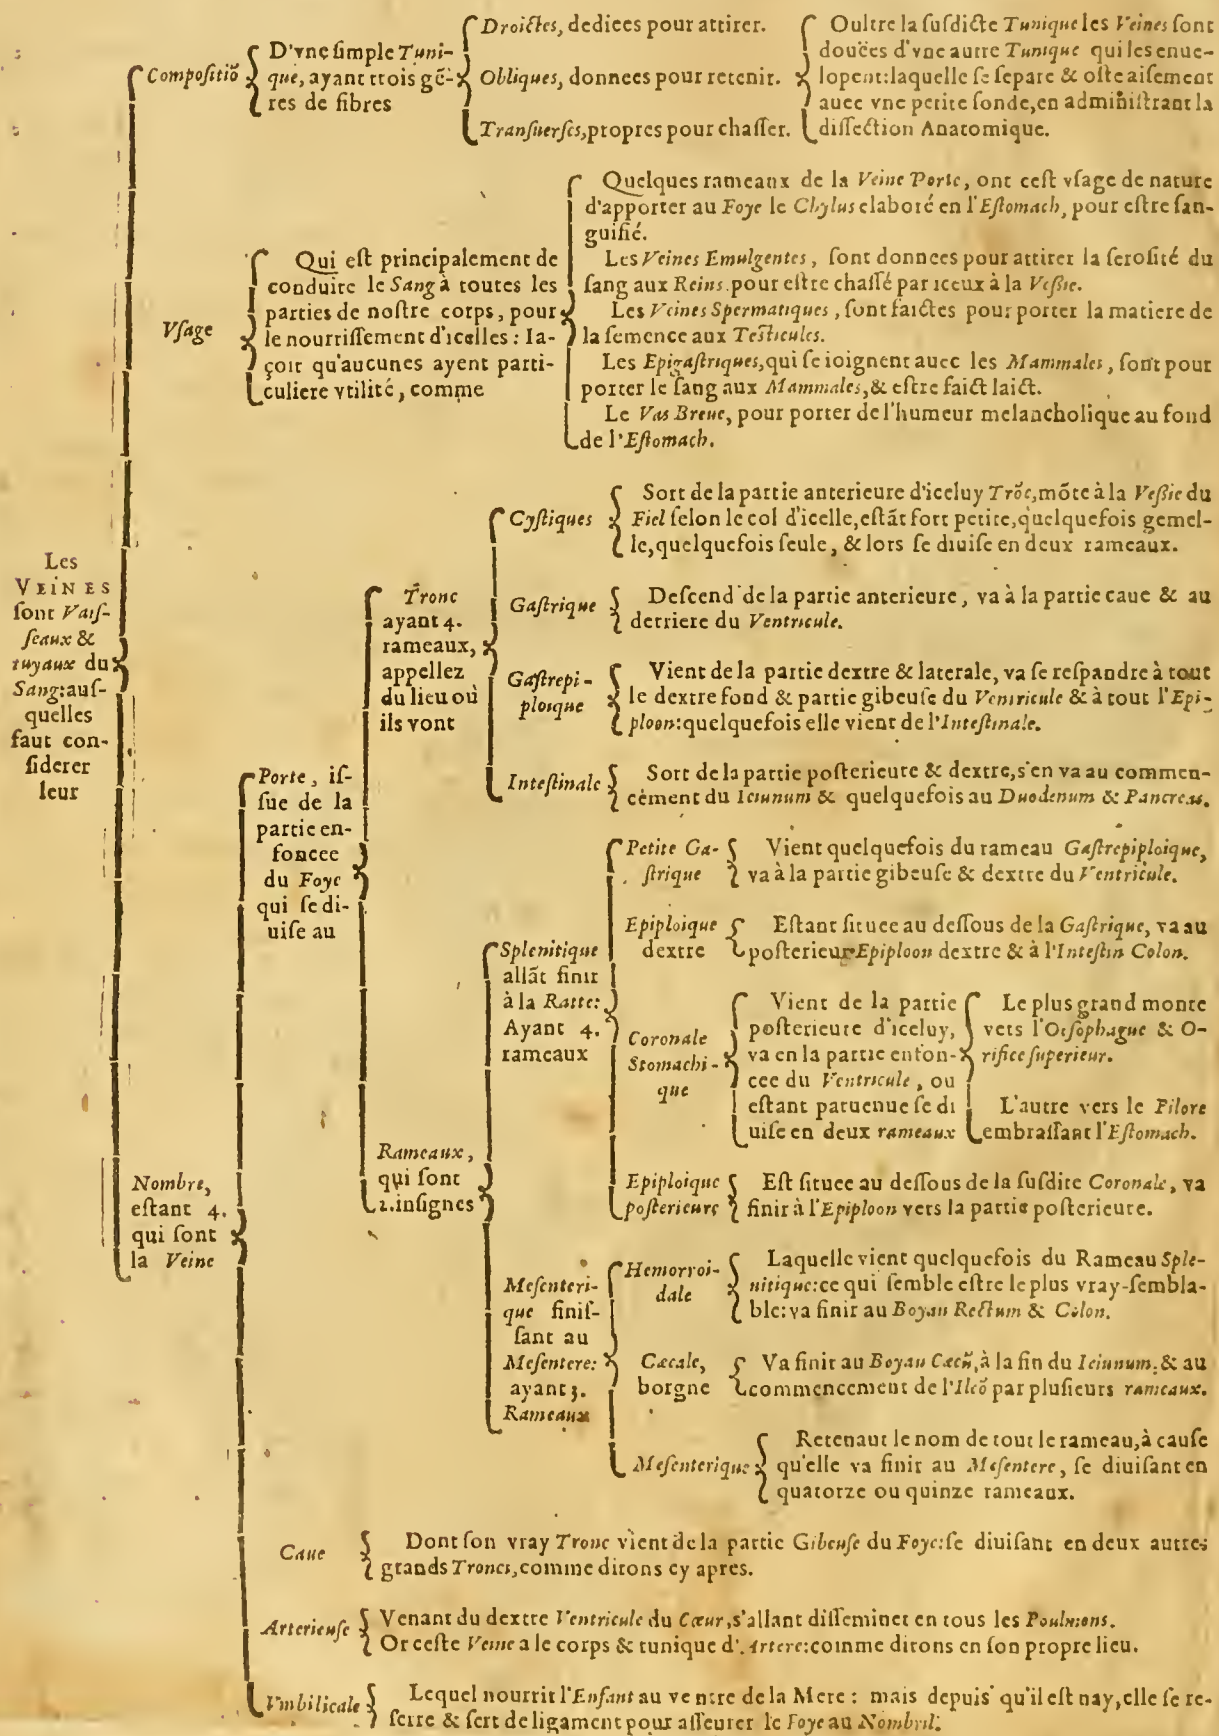 Les
VEINES
ſont Vaiſ-
ſeaux &
tuyaux du
Sang:auſ-
quelles
faut con-
ſiderer
leur
Compoſitiõ
D'vne ſimple Tuni-
que, ayant trois gē-
res de fibres
Droictes, dediees pour attirer.
Obliques, donnees pour retenir.
Tranſuerſes, propres pour chaſſer.
Oultre la ſuſdicte Tunique les Veines ſont
douëes d'vne autre Tunique qui les enue-
lopent:laquelle ſe ſepare & oſte aiſement
auec vne petite ſonde, en adminiſtrant la
diſſection Anatomique.
Vſage
Qui eſt principalement de
conduite le Sang à toutes les
parties de noſtre corps, pour
le nourriſſement d'icelles : Ia-
çoit qu'aucunes ayent parti-
culiere vtilité, comme
Quelques rameaux de la Veine Porte, ont ceſt vſage de nature
d'apporter au Foye le Chylus elaboré en l'Eſtomach, pour eſtre ſan-
guifié.
Les Veines Emulgentes, ſont donnees pour attirer la ſeroſité du
ſang aux Reins. pour eſtre chaſſé par iceux à la Veſſie.
Les Veines Spermatiques, ſont faictes pour porter la matiere de
la ſemence aux Teſticules.
Les Epigaſtriques, qui ſe ioignent auec les Mammales, ſont pour
porter le ſang aux Mammales, & eſtre faict laict.
Le Vas Breue, pour porter de l'humeur melancholique au fond
de l'Eſtomach.
Nombre,
eſtant 4.
qui ſont
la Veine
Porte, iſ-
ſue de la
partie en-
foncee
du Foye
qui ſe di-
uiſe au
Tronc
ayant 4.
rameaux,
appellez
du lieu où
ils vont
Cyſtiques
Sort de la partie anterieure d'iceluy Trõc, mõte à la Veſſie du
Fiel ſelon le col d'icelle, eſtāt fort petite, quelquefois gemel-
le, quelquefois ſeule, & lors ſe diuiſe en deux rameaux.
Gaſtrique
Deſcend de la partie anterieure, va à la partie caue & au
derriere du Ventricule.
Gaſtrepi-
ploique
Vient de la partie dextre & laterale, va ſe reſpandre à tout
le dextre fond & partie gibeuſe du Ventricule & à tout l'Epi-
ploon:quelquefois elle vient de l'Inteſtinale.
Inteſtinale
Sort de la partie poſterieure & dextre, s'en va au commen-
cement du Ieiunum & quelquefois au Duodenum & Pancreas.
Rameaux,
qui ſont
2. inſignes
Splenitique
allāt finir
à la Ratte:
Ayant 4.
rameaux
Petite Ga-
ſtrique
Vient quelquefois du rameau Gaſtrepiploique,
va à la partie gibeuſe & dextre du Ventricule.
Epiploique
dextre
Eſtant ſituee au deſſous de la Gaſtrique, va au
poſterieur Epiploon dextre & à l'Inteſtin Colon.
Coronale
Stomachi-
que
Vient de la partie
poſterieure d'iceluy,
va en la partie enfon-
cee du Ventricule, ou
eſtant paruenue ſe di
uiſe en deux rameaux
Le plus grand monte
vers l'Oeſophague & O-
rifice ſuperieur.
L'autre vers le Pilore
embraſſant l'Eſtomach.
Epiploique
poſterieure
Eſt ſituee au deſſous de la ſuſdite Coronale, va
finir à l'Epiploon vers la partie poſterieure.
Meſenteri-
que finiſ-
ſant au
Meſentere:
ayant 3.
Rameaux
Hemorroi-
dale
Laquelle vient quelquefois du Rameau Sple-
nitique:ce qui ſemble eſtre le plus vray-ſembla-
ble:va finir au Boyau Rectum & Colon.
Cæcale,
borgne
Va finir au Boyau Cæcū, à la fin du Ieiunum, & au
commencement de l'Ileõ par pluſieurs rameaux.
Meſenterique
Retenant le nom de tout le rameau, à cauſe
qu'elle va finir au Meſentere, ſe diuiſant en
quatorze ou quinze rameaux.
Caue
Dont ſon vray Tronc vient de la partie Gibeuſe du Foye:ſe diuiſant en deux autres
grands Troncs, comme dirons cy apres.
Arterieuſe
Venant du dextre Ventricule du Cœur, s'allant diſſeminer en tous les Poulmons.
Or ceſte Veine a le corps & tunique d'Artere:comme dirons en ſon propre lieu.
Vmbilicale
Lequel nourrit l'Enfant au ventre de la Mere : mais depuis qu'il eſt nay, elle ſe re-
ſerre & ſert de ligament pour aſſeurer le Foye au Nombril.